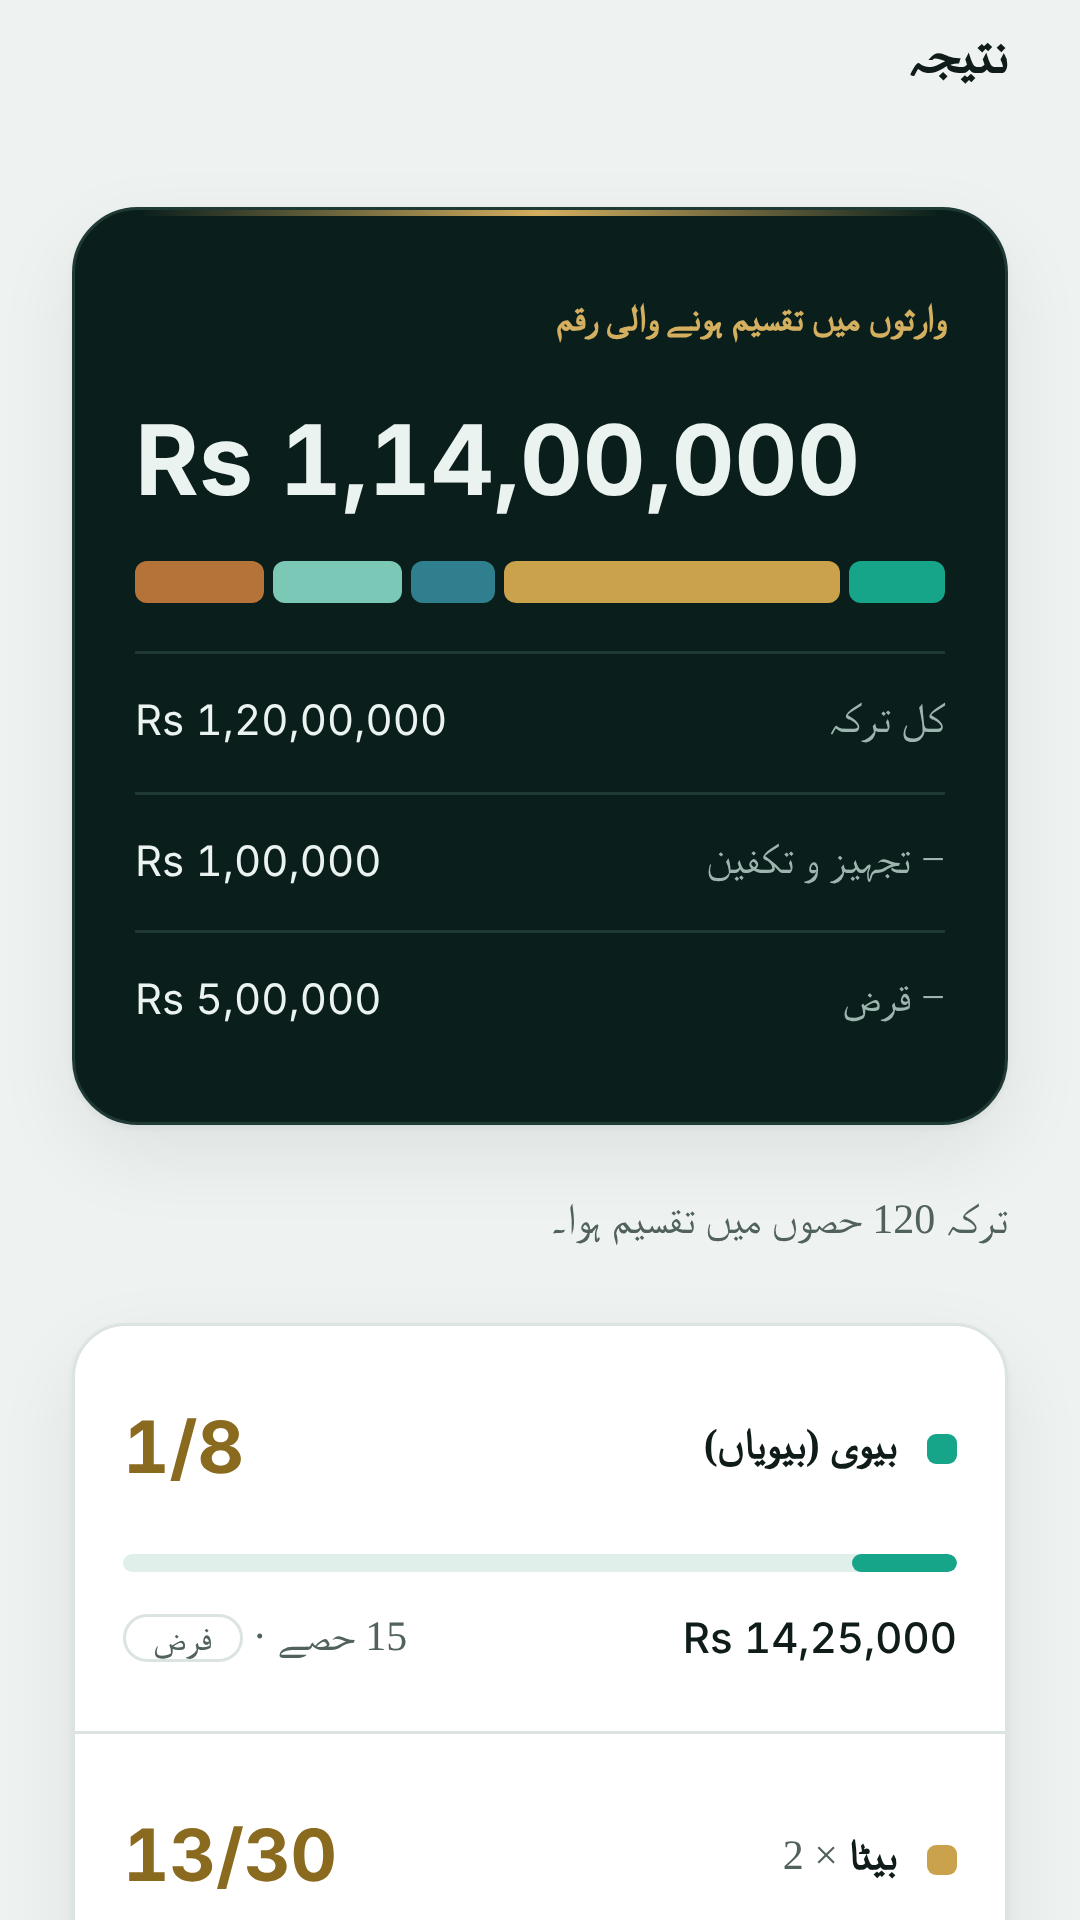 نتیجہ
وارثوں میں تقسیم ہونے والی رقم
Rs 1,14,00,000
کل ترکہ Rs 1,20,00,000
− تجہیز و تکفین Rs 1,00,000
− قرض Rs 5,00,000
ترکہ 120 حصوں میں تقسیم ہوا۔
بیوی (بیویاں) 1/8
Rs 14,25,000 15 حصے · فرض
بیٹا × 2 13/30